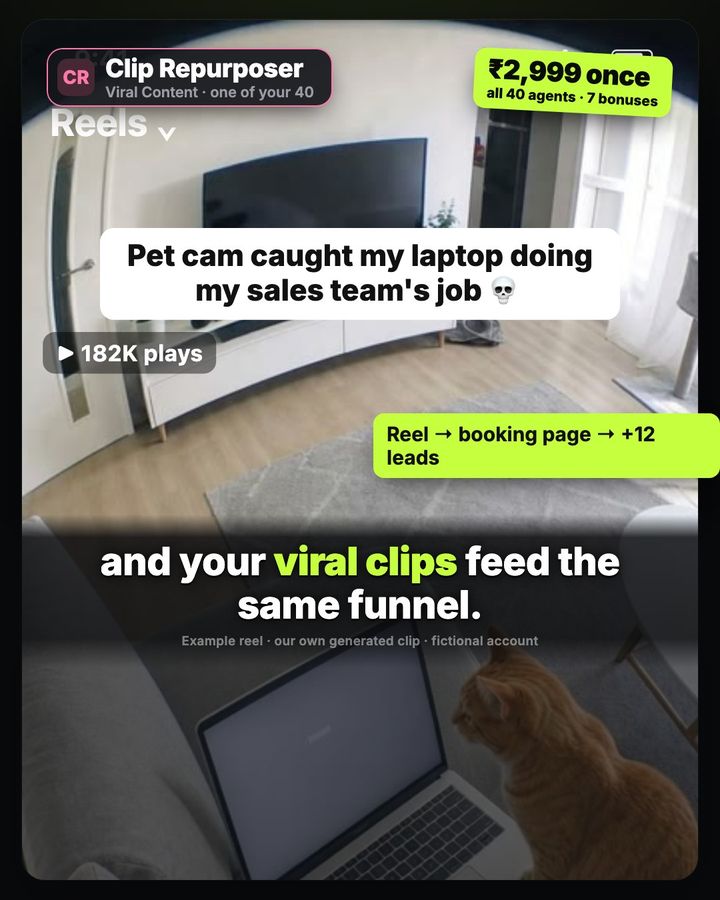 CR
Clip Repurposer
Viral Content · one of your 40
₹2,999 once
all 40 agents · 7 bonuses
Reels
Pet cam caught my laptop doing
my sales team's job 💀
▶ 182K plays
Reel → booking page → +12
leads
and your viral clips feed the
same funnel.
Example reel · our own generated clip · fictional account